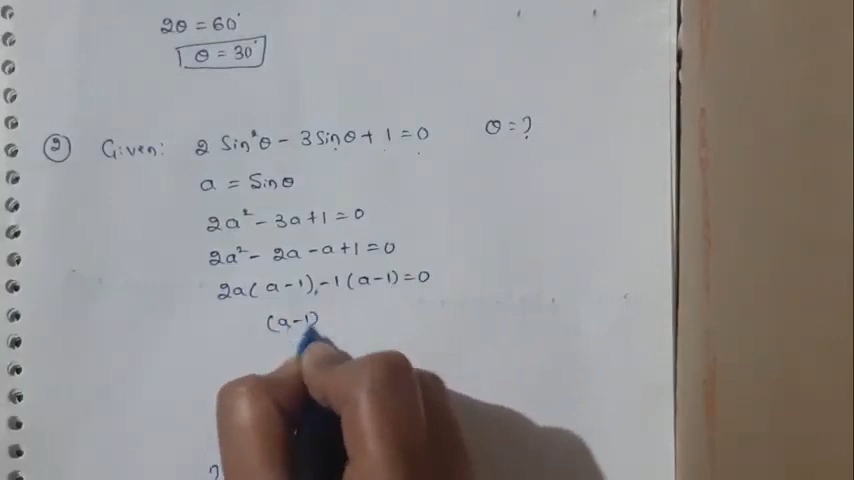 2θ = 60°
θ = 30°
② Given: 2 Sin²θ - 3 Sinθ + 1 = 0 θ = ?
a = Sinθ
2a² - 3a + 1 = 0
2a² - 2a - a + 1 = 0
2a(a-1) -1(a-1) = 0
(a-1)